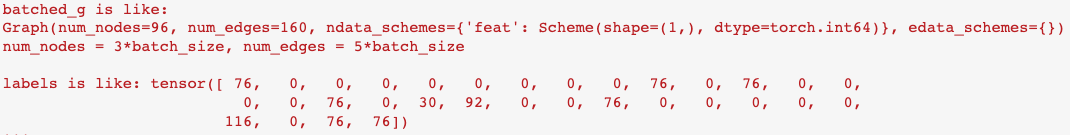 batched_g is like:
Graph(num_nodes=96, num_edges=160, ndata_schemes={'feat': Scheme(shape=(1,), dtype=torch.int64)}, edata_schemes={})
num_nodes = 3*batch_size, num_edges = 5*batch_size
labels is like: tensor([ 76, 0, 0, 0, 0, 0, 0, 0, 0, 76, 0, 76, 0, 0,
0, 0, 76, 0, 30, 92, 0, 0, 76, 0, 0, 0, 0, 0,
116, 0, 76, 76])